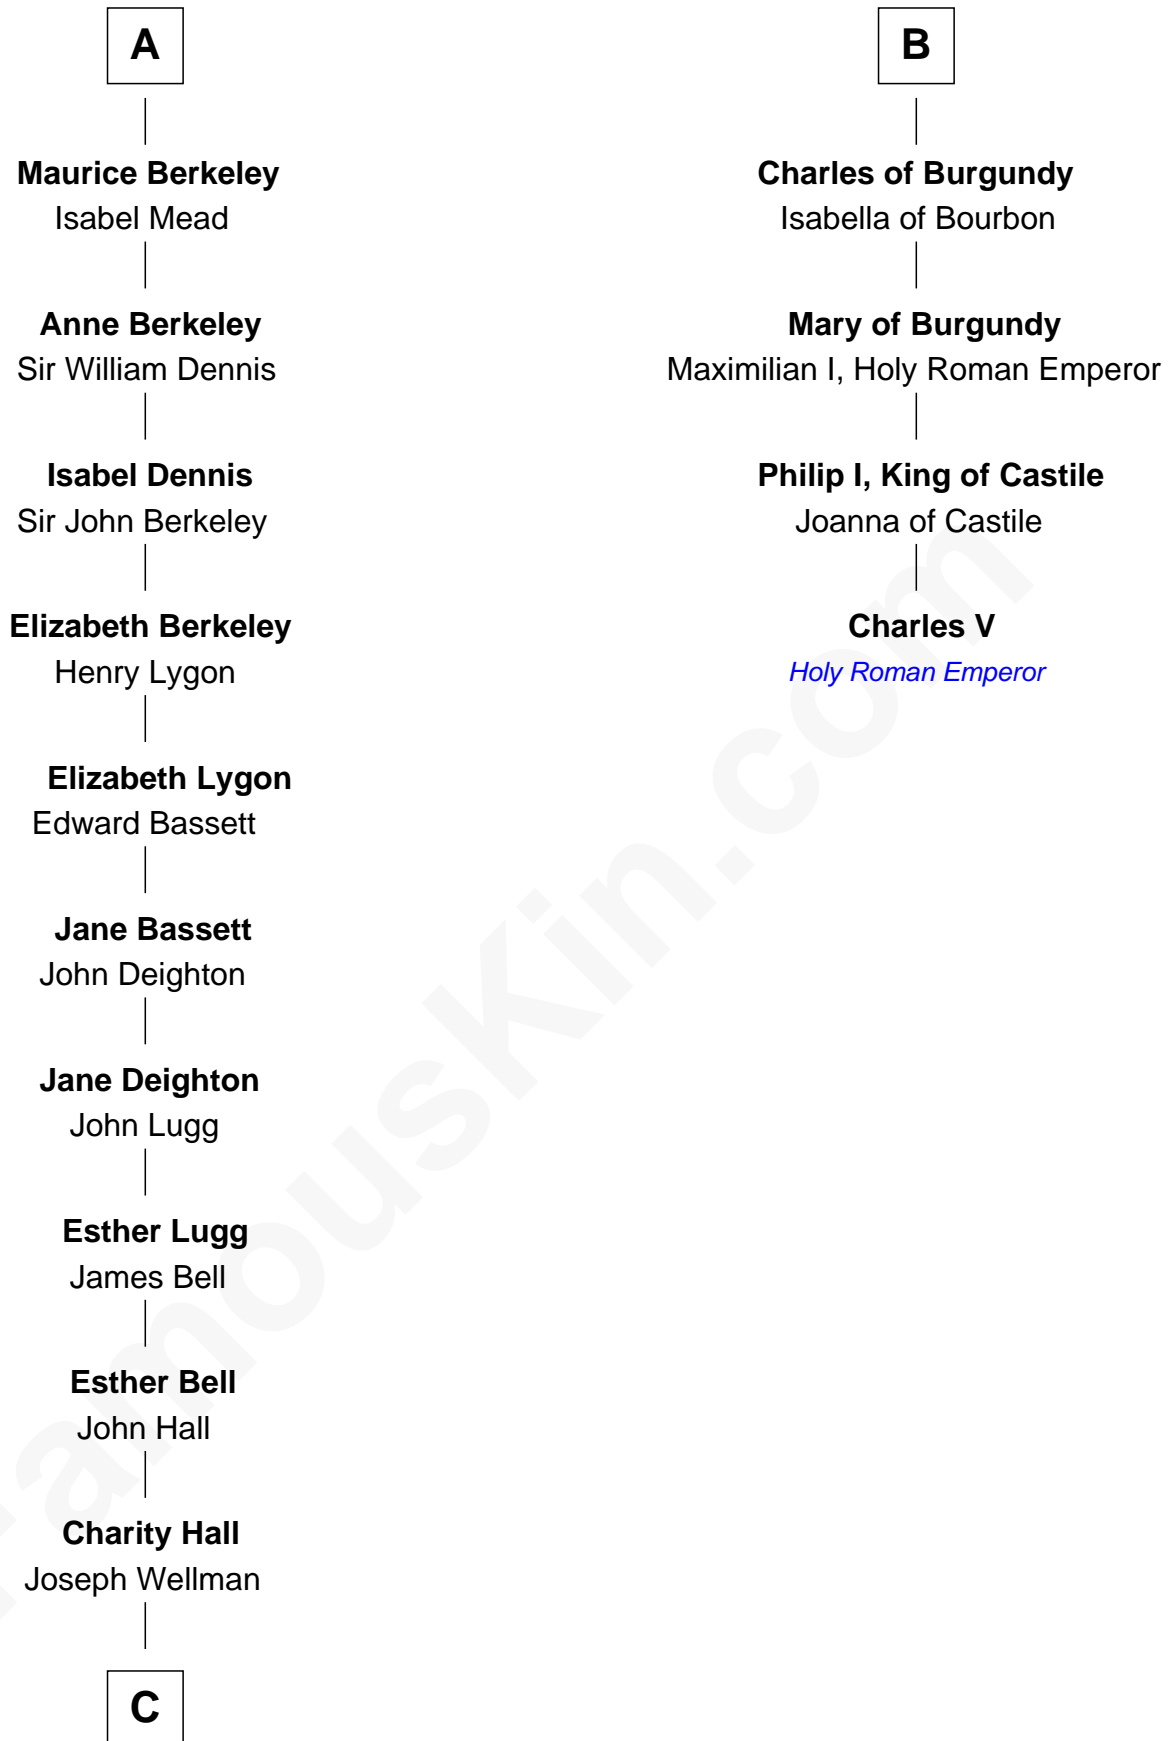 A
Maurice Berkeley
Isabel Mead
Anne Berkeley
Sir William Dennis
Isabel Dennis
Sir John Berkeley
Elizabeth Berkeley
Henry Lygon
Elizabeth Lygon
Edward Bassett
Jane Bassett
John Deighton
Jane Deighton
John Lugg
Esther Lugg
James Bell
Esther Bell
John Hall
Charity Hall
Joseph Wellman
C
B
Charles of Burgundy
Isabella of Bourbon
Mary of Burgundy
Maximilian I, Holy Roman Emperor
Philip I, King of Castile
Joanna of Castile
Charles V
Holy Roman Emperor
FamousKin.com